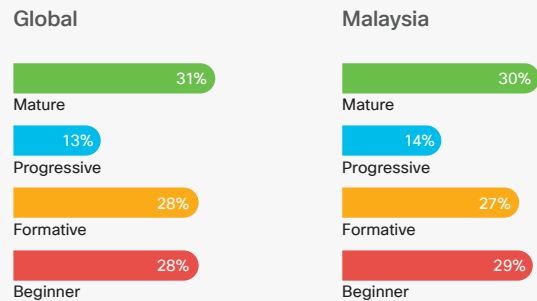 Global
31%
Mature
13%
Progressive
28%
Formative
28%
Beginner
Malaysia
30%
Mature
14%
Progressive
27%
Formative
29%
Beginner